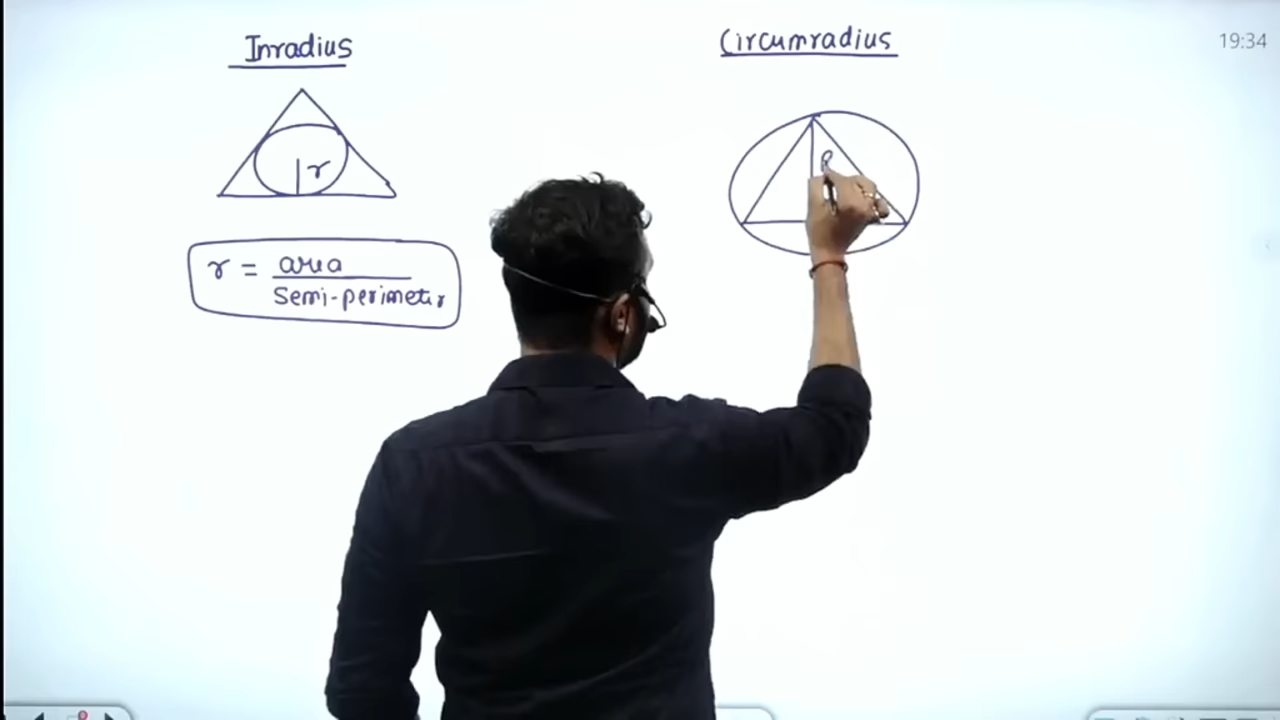 Inradius
r
r = area
Semi-perimeter
Circumradius
R
19:34